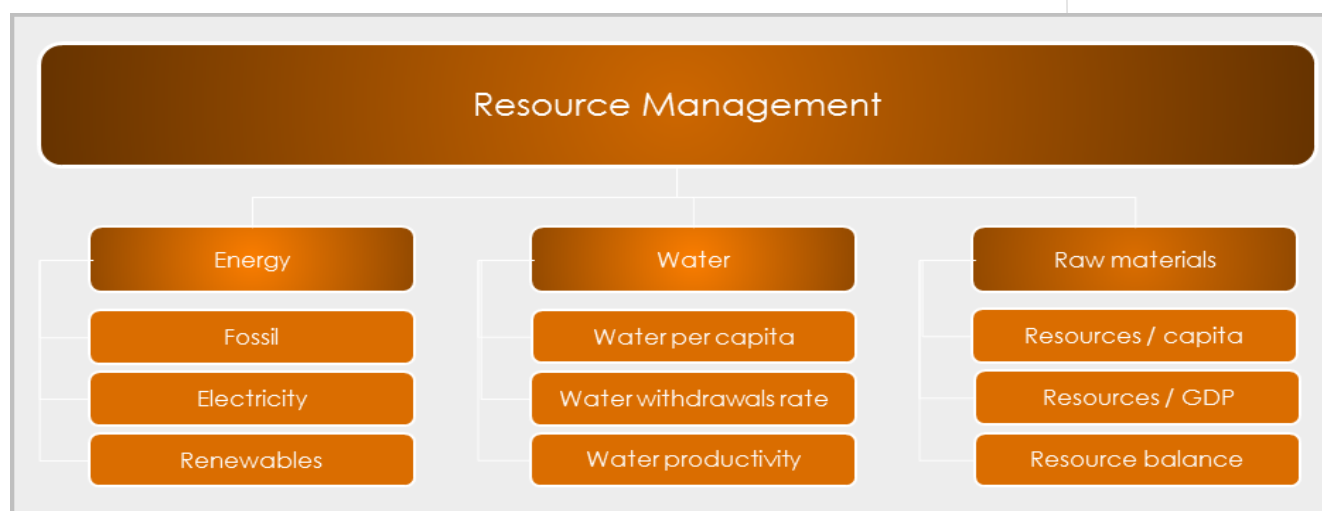 Resource Management
Energy
Fossil
Electricity
Renewables
Water
Water per capita
Water withdrawals rate
Water productivity
Raw materials
Resources / capita
Resources / GDP
Resource balance